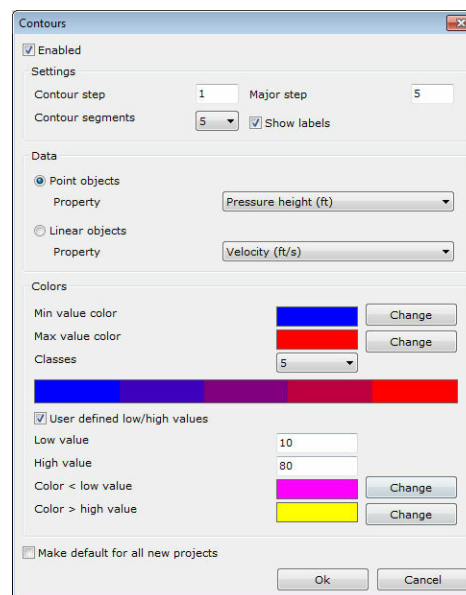 Contours
Enabled
Settings
Contour step 1 Major step 5
Contour segments 5 Show labels
Data
Point objects
Property Pressure height (ft)
Linear objects
Property Velocity (ft/s)
Colors
Min value color Change
Max value color Change
Classes 5
User defined low/high values
Low value 10
High value 80
Color < low value Change
Color > high value Change
Make default for all new projects
Ok Cancel